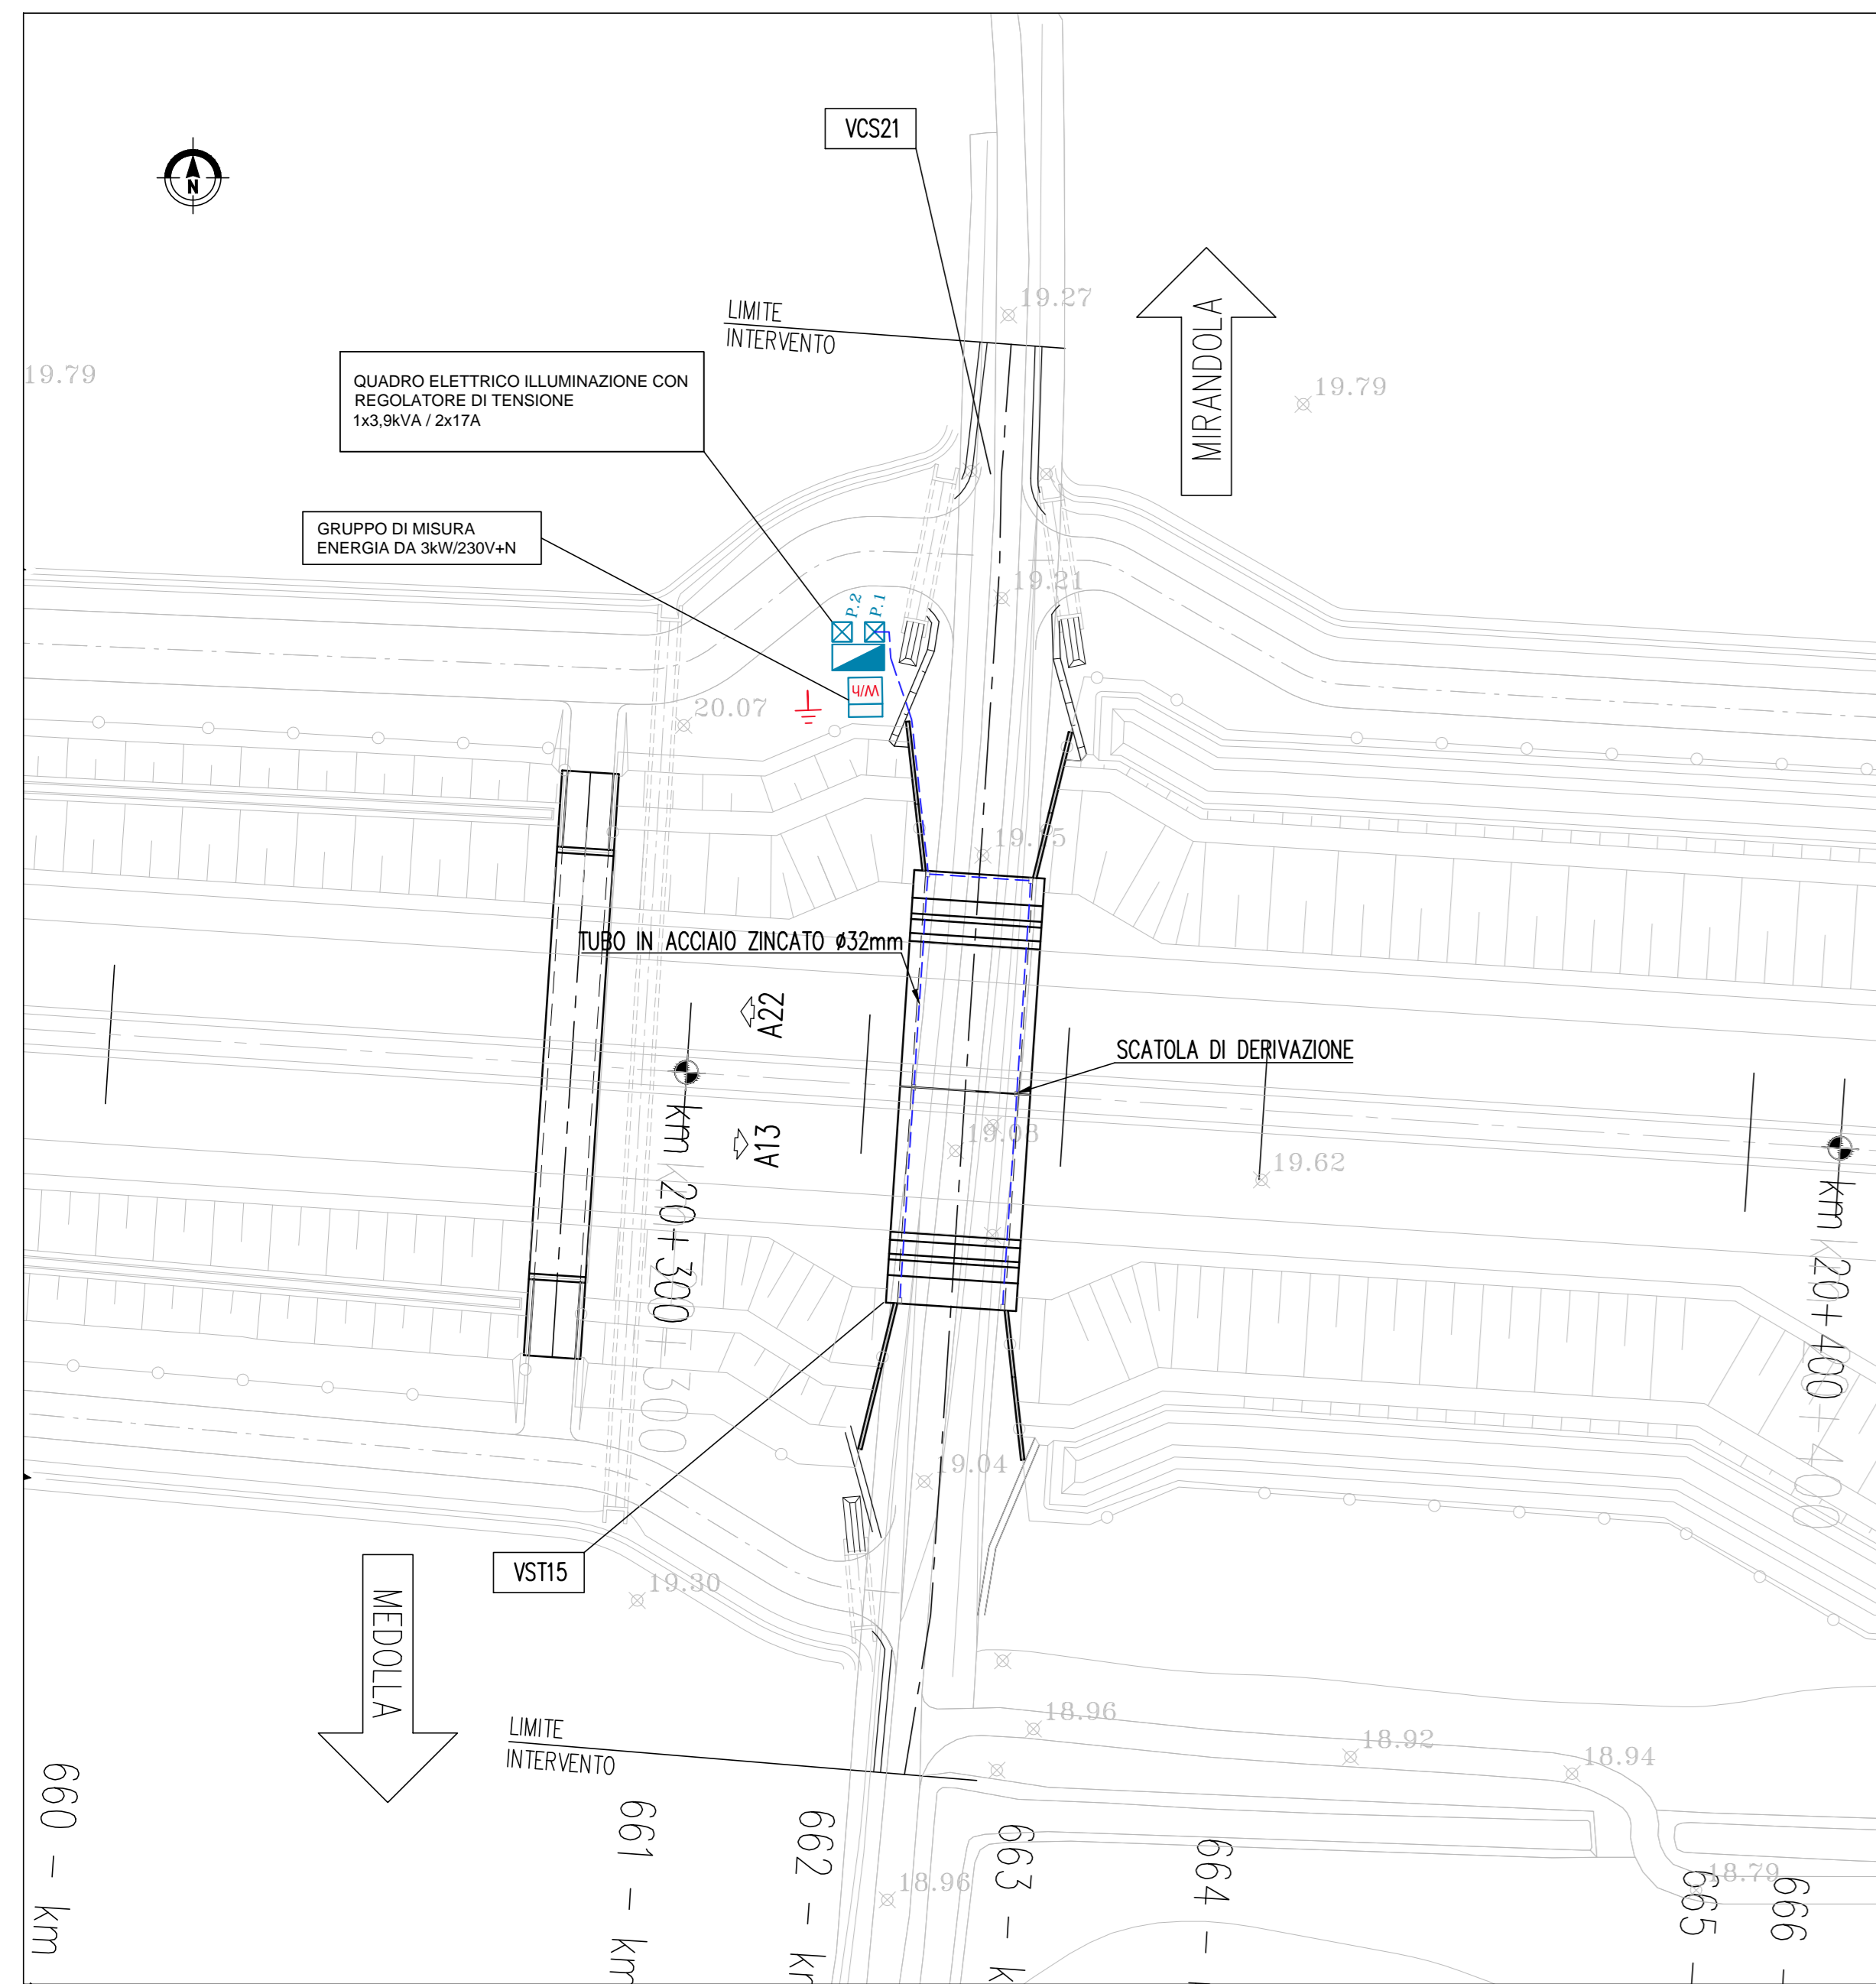 VCS21
N
LIMITE
INTERVENTO
19.27
MIRANDOLA
19.79
19.79
QUADRO ELETTRICO ILLUMINAZIONE CON
REGOLATORE DI TENSIONE
1x3,9kVA / 2x17A
GRUPPO DI MISURA
ENERGIA DA 3kW/230V+N
P.2
P.1
W/h
19.21
20.07
TUBO IN ACCIAIO ZINCATO ø32mm
A22
A13
SCATOLA DI DERIVAZIONE
19.62
km 20+300
km 20+400
19.04
VST15
19.30
MEDOLLA
LIMITE
INTERVENTO
18.96
18.92
18.94
18.96
18.79
660 - km
661 - km
662 -
663 -
664 -
665 -
666 -